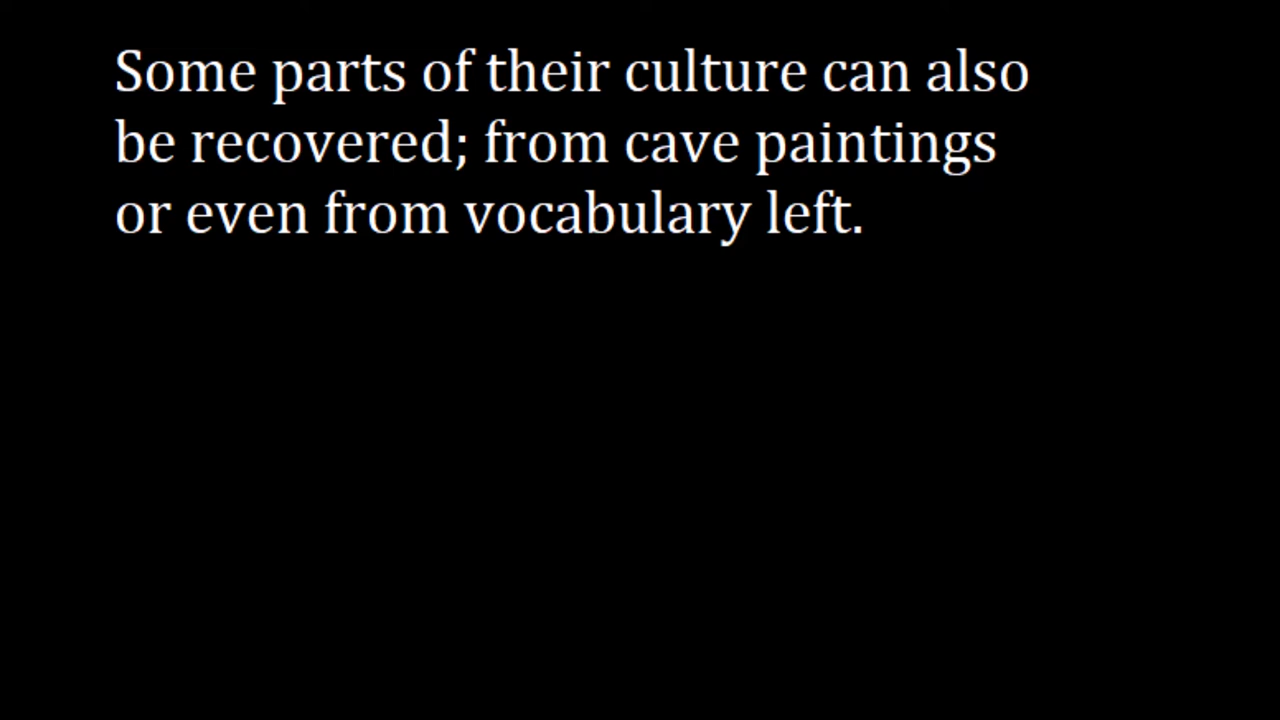 Some parts of their culture can also
be recovered; from cave paintings
or even from vocabulary left.